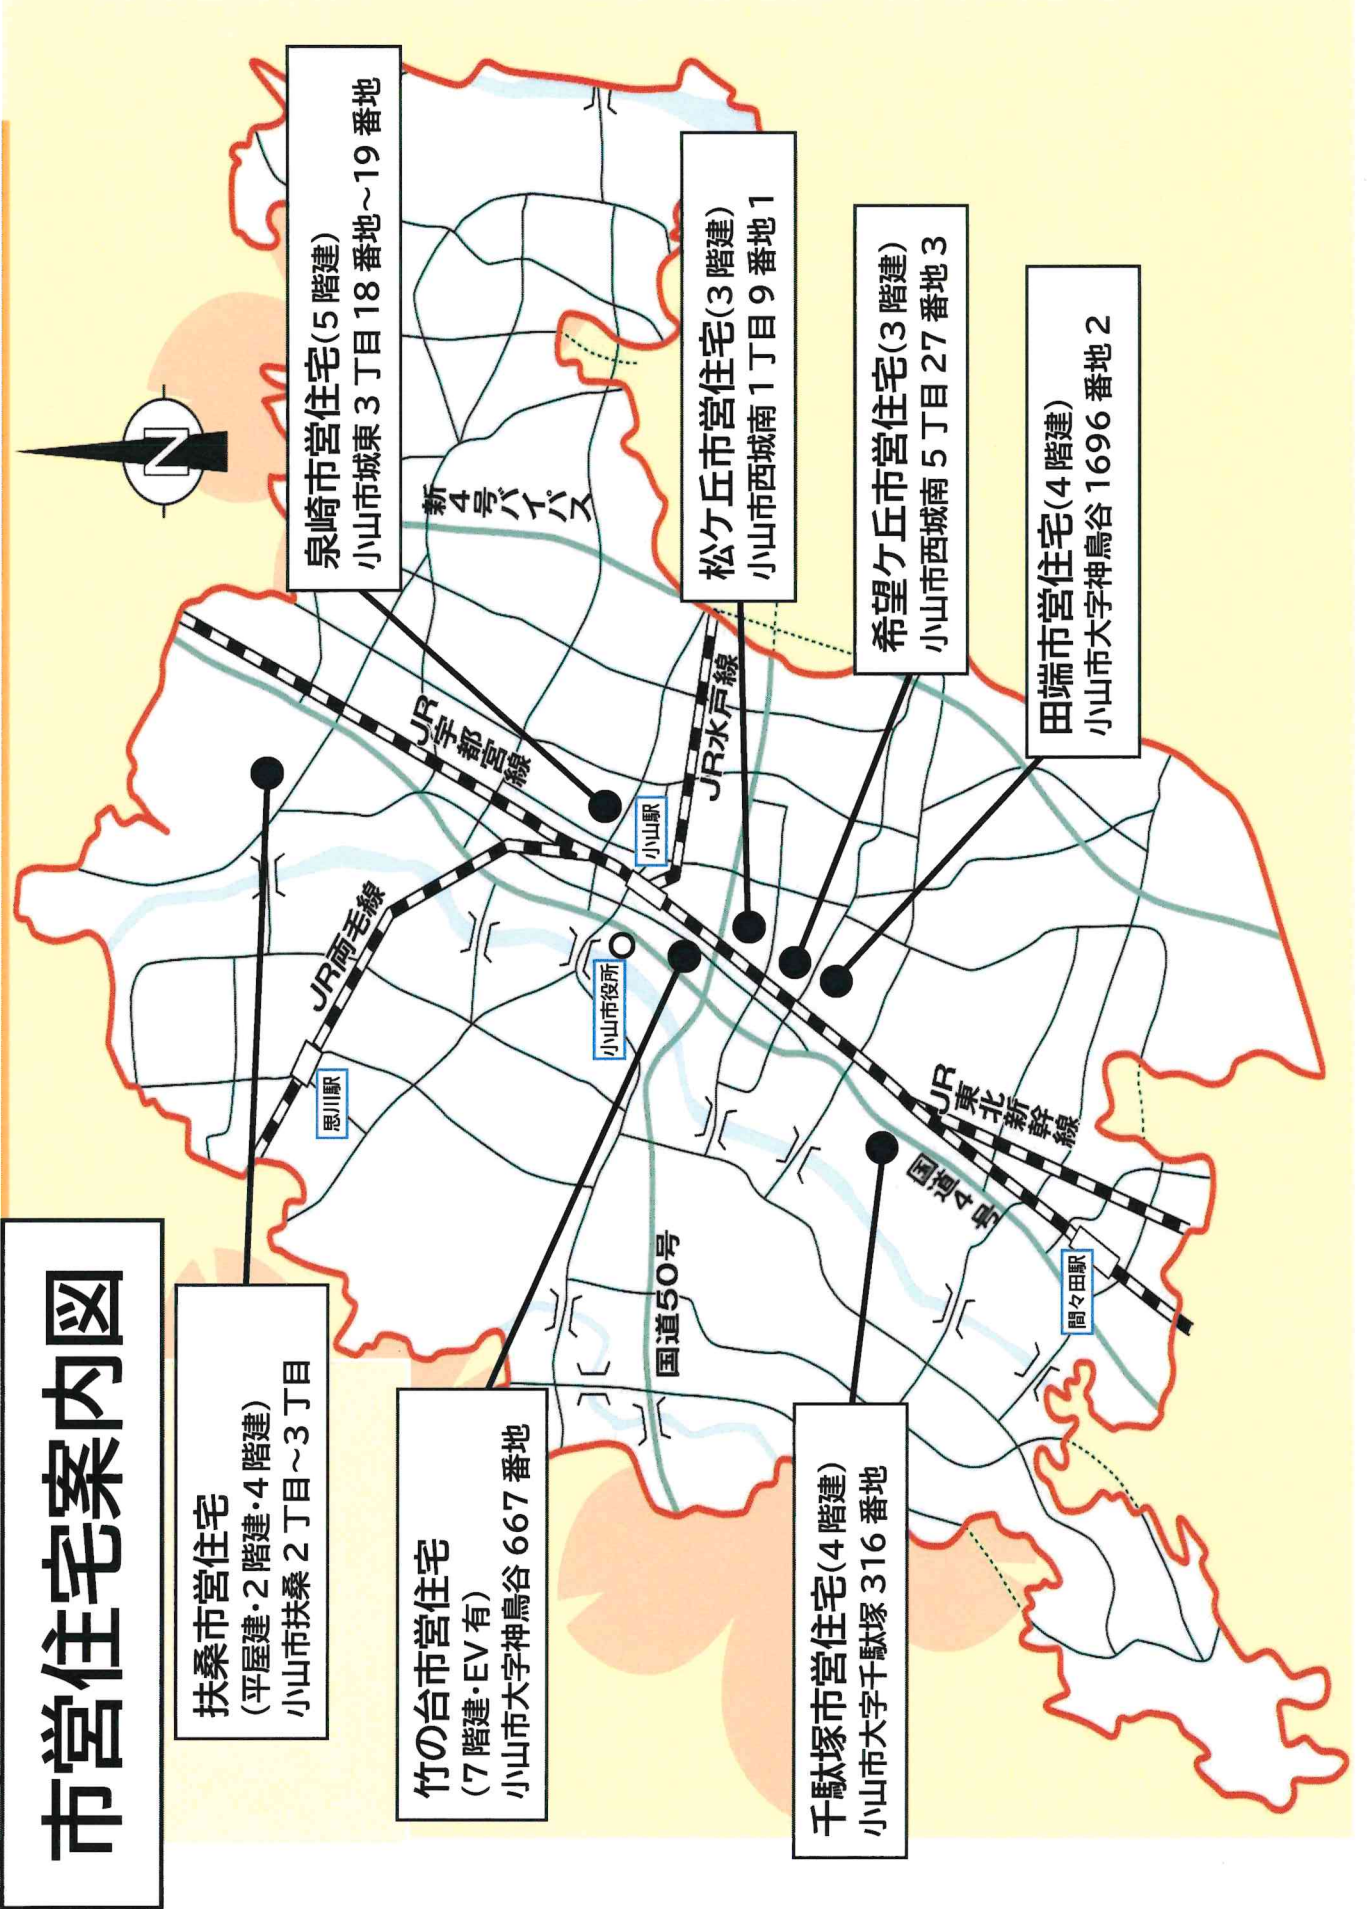 市営住宅案内図
N
扶桑市営住宅
(平屋建・2階建・4階建)
小山市扶桑2丁目～3丁目
泉崎市営住宅(5階建)
小山市城東3丁目18番地～19番地
竹の台市営住宅
(7階建・EV有)
小山市大字神鳥谷667番地
松ケ丘市営住宅(3階建)
小山市西城南1丁目9番地1
希望ケ丘市営住宅(3階建)
小山市西城南5丁目27番地3
千駄塚市営住宅(4階建)
小山市大字千駄塚316番地
田端市営住宅(4階建)
小山市大字神鳥谷1696番地2
JR両毛線
思川駅
JR宇都宮線
新4号バイパス
小山駅
小山市役所
JR水戸線
国道50号
国道4号
JR東北新幹線
間々田駅